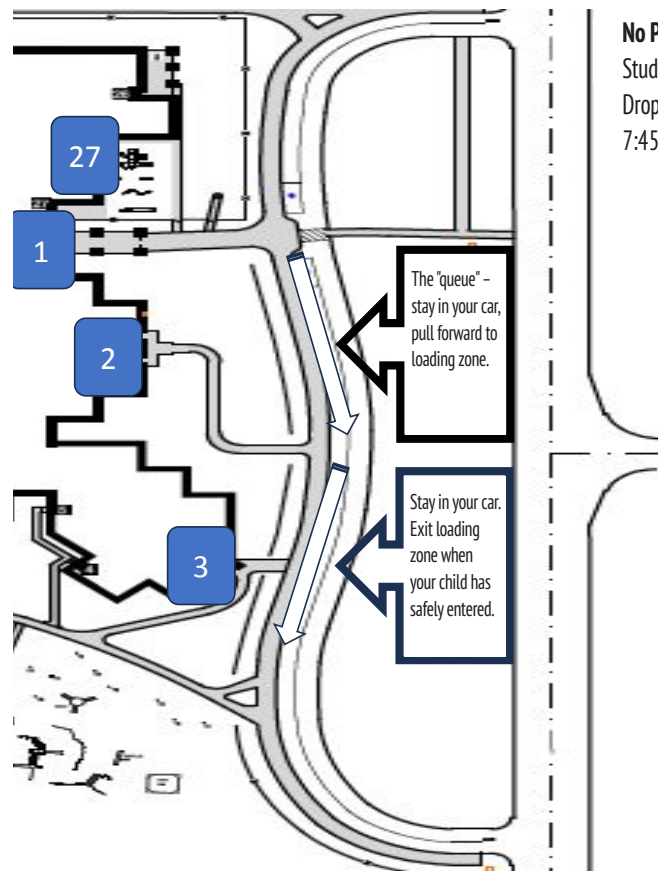 No P
Stud
Drop
7:45
27
1
The "queue" –
stay in your car,
pull forward to
loading zone.
2
Stay in your car.
Exit loading
zone when
your child has
safely entered.
3